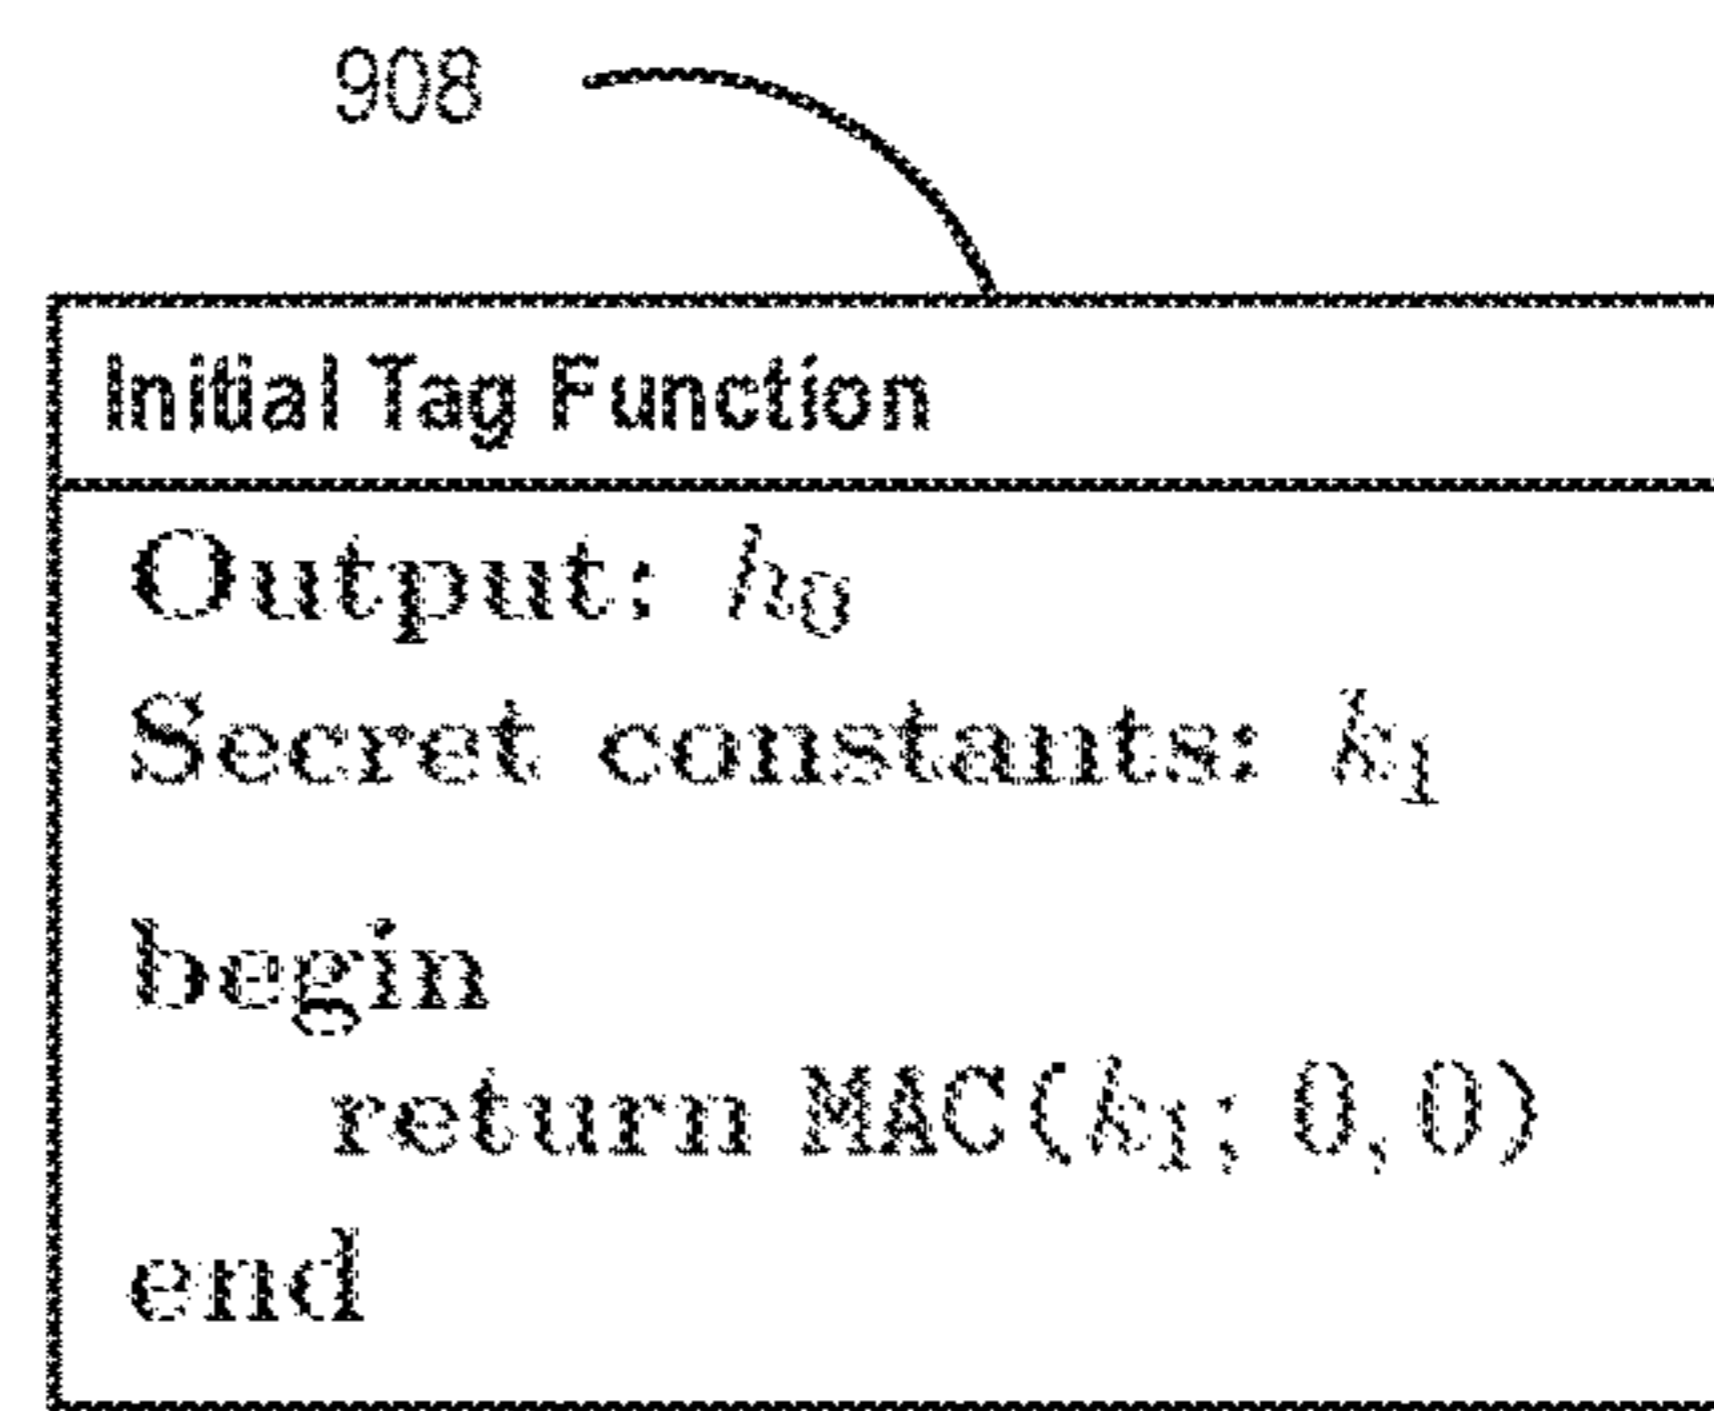 908
Initial Tag Function
Output: h₀
Secret constants: k₁
begin
return MAC(k₁; 0,0)
end